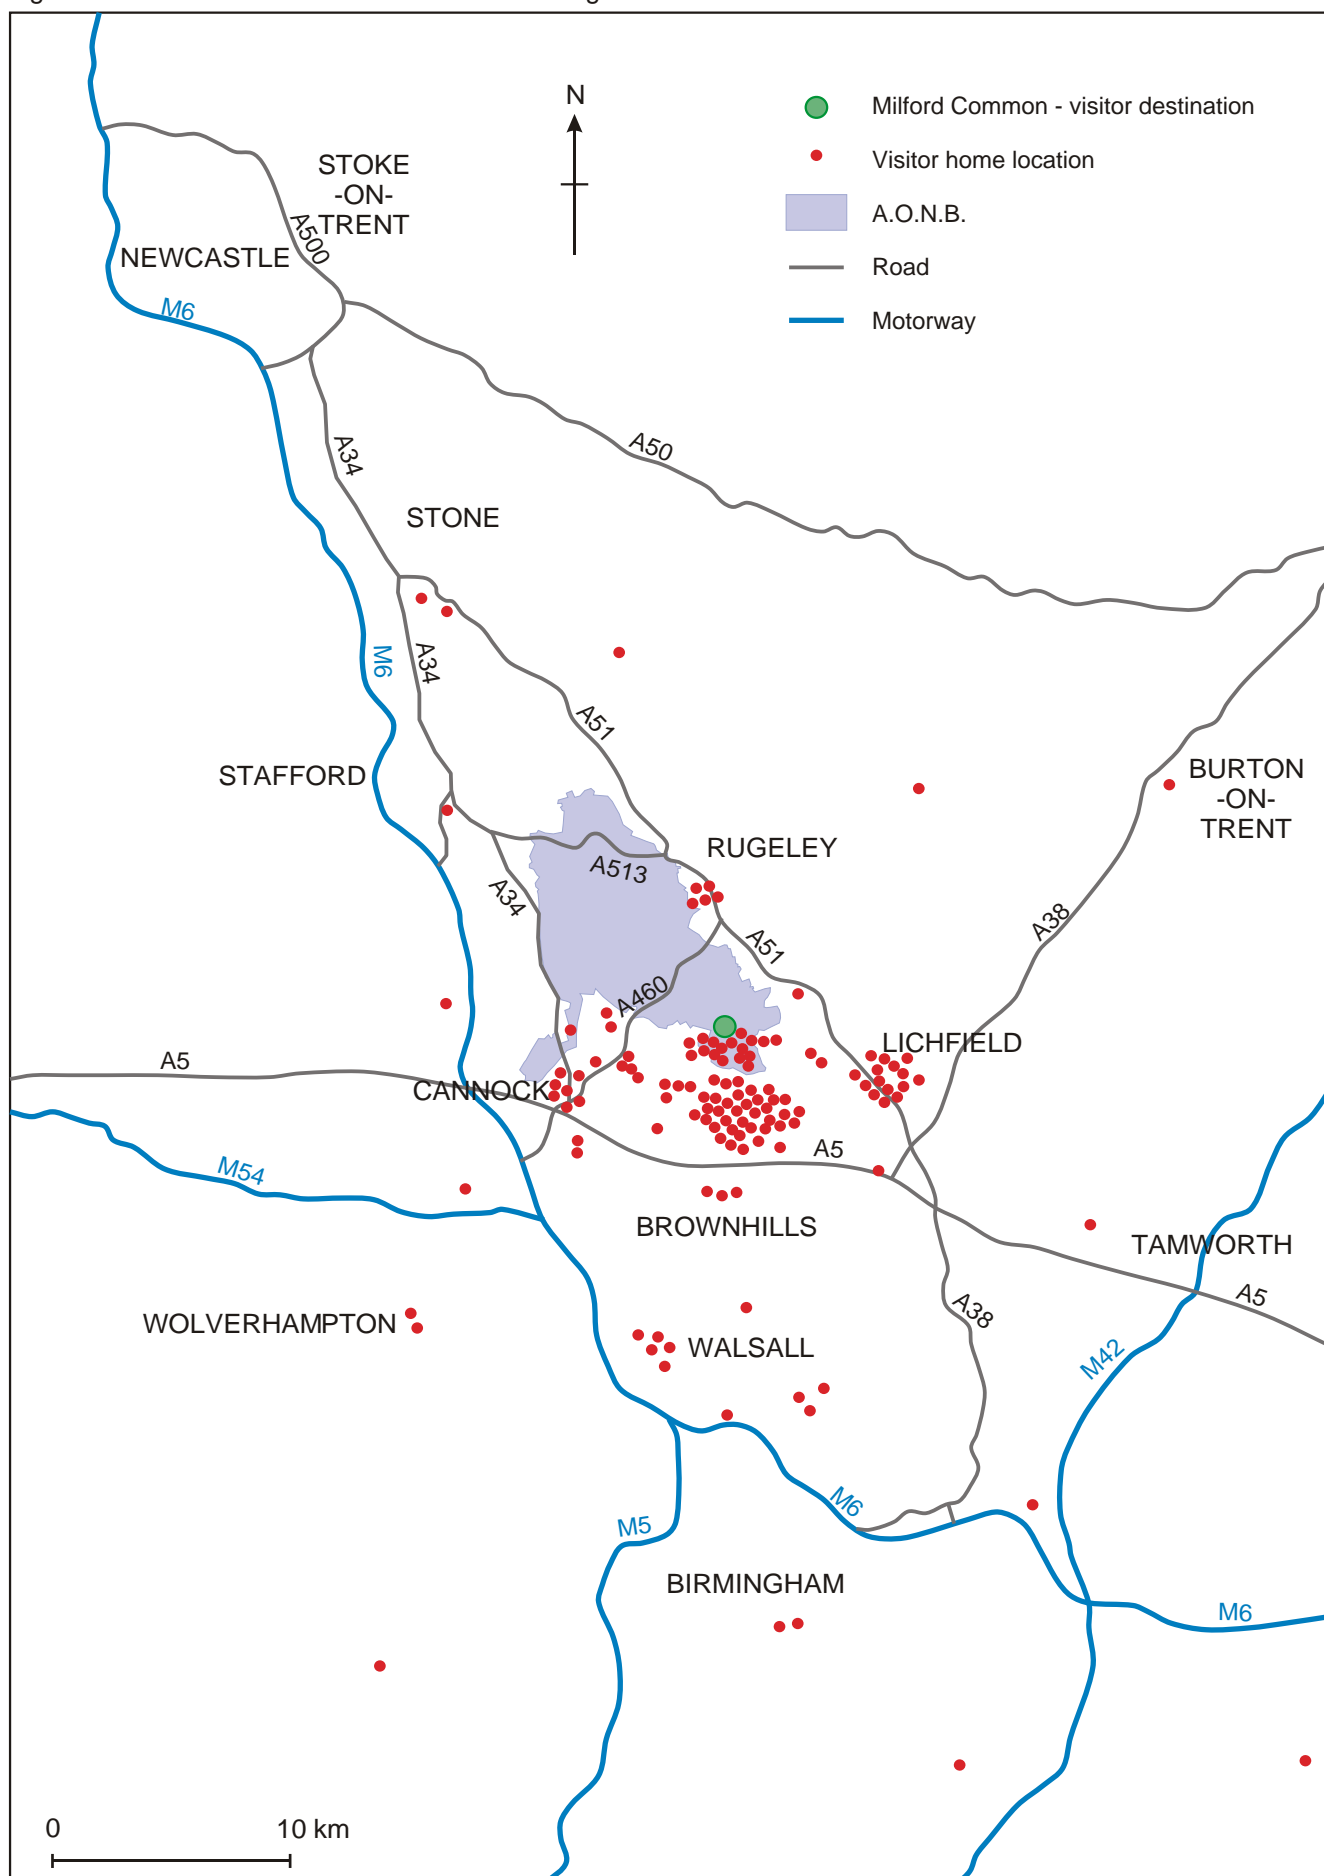 N
Milford Common - visitor destination
Visitor home location
A.O.N.B.
Road
Motorway
STOKE
-ON-
TRENT
A500
NEWCASTLE
M6
A50
A34
STONE
A34
M6
A51
STAFFORD
BURTON
-ON-
TRENT
RUGELEY
A513
A34
A38
A51
A460
LICHFIELD
A5
CANNOCK
A5
M54
BROWNHILLS
TAMWORTH
A5
WOLVERHAMPTON
A38
WALSALL
M42
M6
M5
BIRMINGHAM
M6
0
10 km